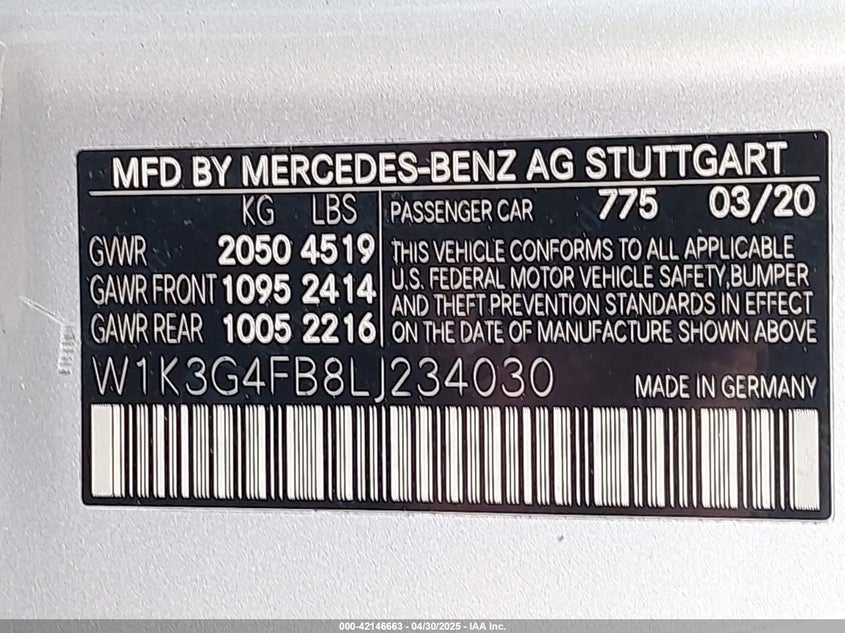 MFD BY MERCEDES-BENZ AG STUTTGART
KG LBS
GVWR 2050 4519
GAWR FRONT 1095 2414
GAWR REAR 1005 2216
PASSENGER CAR 775 03/20
THIS VEHICLE CONFORMS TO ALL APPLICABLE
U.S. FEDERAL MOTOR VEHICLE SAFETY,BUMPER
AND THEFT PREVENTION STANDARDS IN EFFECT
ON THE DATE OF MANUFACTURE SHOWN ABOVE
W1K3G4FB8LJ234030
MADE IN GERMANY
000-42146663 - 04/30/2025 - IAA Inc.